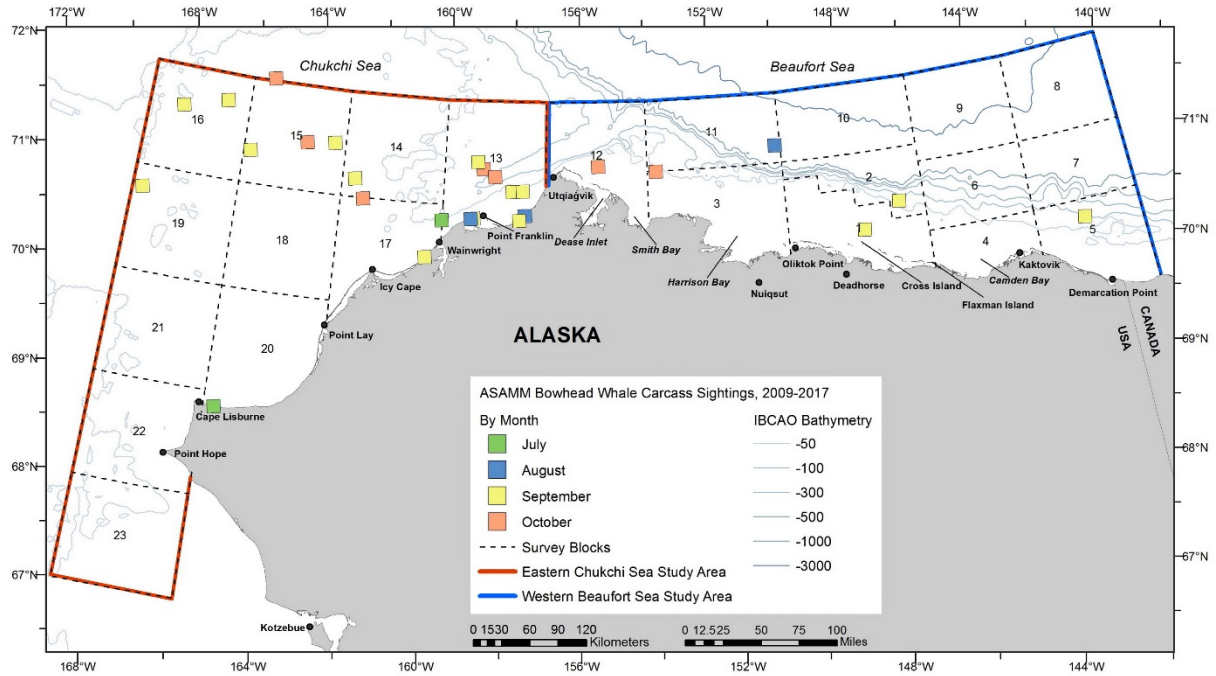 172°W 168°W 164°W 160°W 156°W 152°W 148°W 144°W 140°W
72°N
71°N
70°N
69°N
68°N
67°N
71°N
70°N
69°N
68°N
67°N
Chukchi Sea
Beaufort Sea
8
9
10
11
16
15
14
13
12
7
2
6
3
19
18
17
1
4
5
21
20
22
23
Utqiaġvik
Point Franklin
Dease Inlet
Smith Bay
Wainwright
Harrison Bay
Oliktok Point
Kaktovik
Camden Bay
Icy Cape
Nuiqsut
Deadhorse
Cross Island
Flaxman Island
Demarcation Point
Point Lay
ALASKA
CANADA
USA
Cape Lisburne
Point Hope
Kotzebue
ASAMM Bowhead Whale Carcass Sightings, 2009-2017
By Month
July
August
September
October
Survey Blocks
Eastern Chukchi Sea Study Area
Western Beaufort Sea Study Area
IBCAO Bathymetry
-50
-100
-300
-500
-1000
-3000
0 1530 60 90 120
Kilometers
0 12.525 50 75 100
Miles
168°W 164°W 160°W 156°W 152°W 148°W 144°W